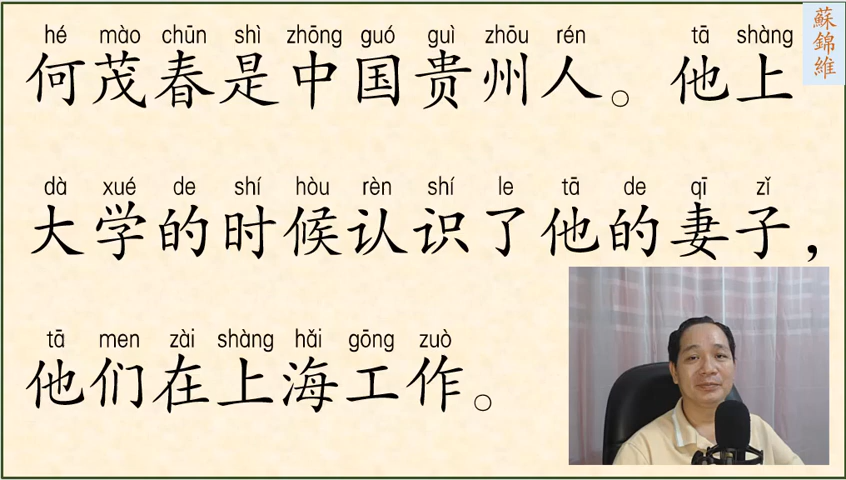 hé mào chūn shì zhōng guó guì zhōu rén tā shàng
何茂春是中国贵州人。他上
dà xué de shí hòu rèn shí le tā de qī zǐ
大学的时候认识了他的妻子，
tā men zài shàng hǎi gōng zuò
他们在上海工作。
蘇錦維